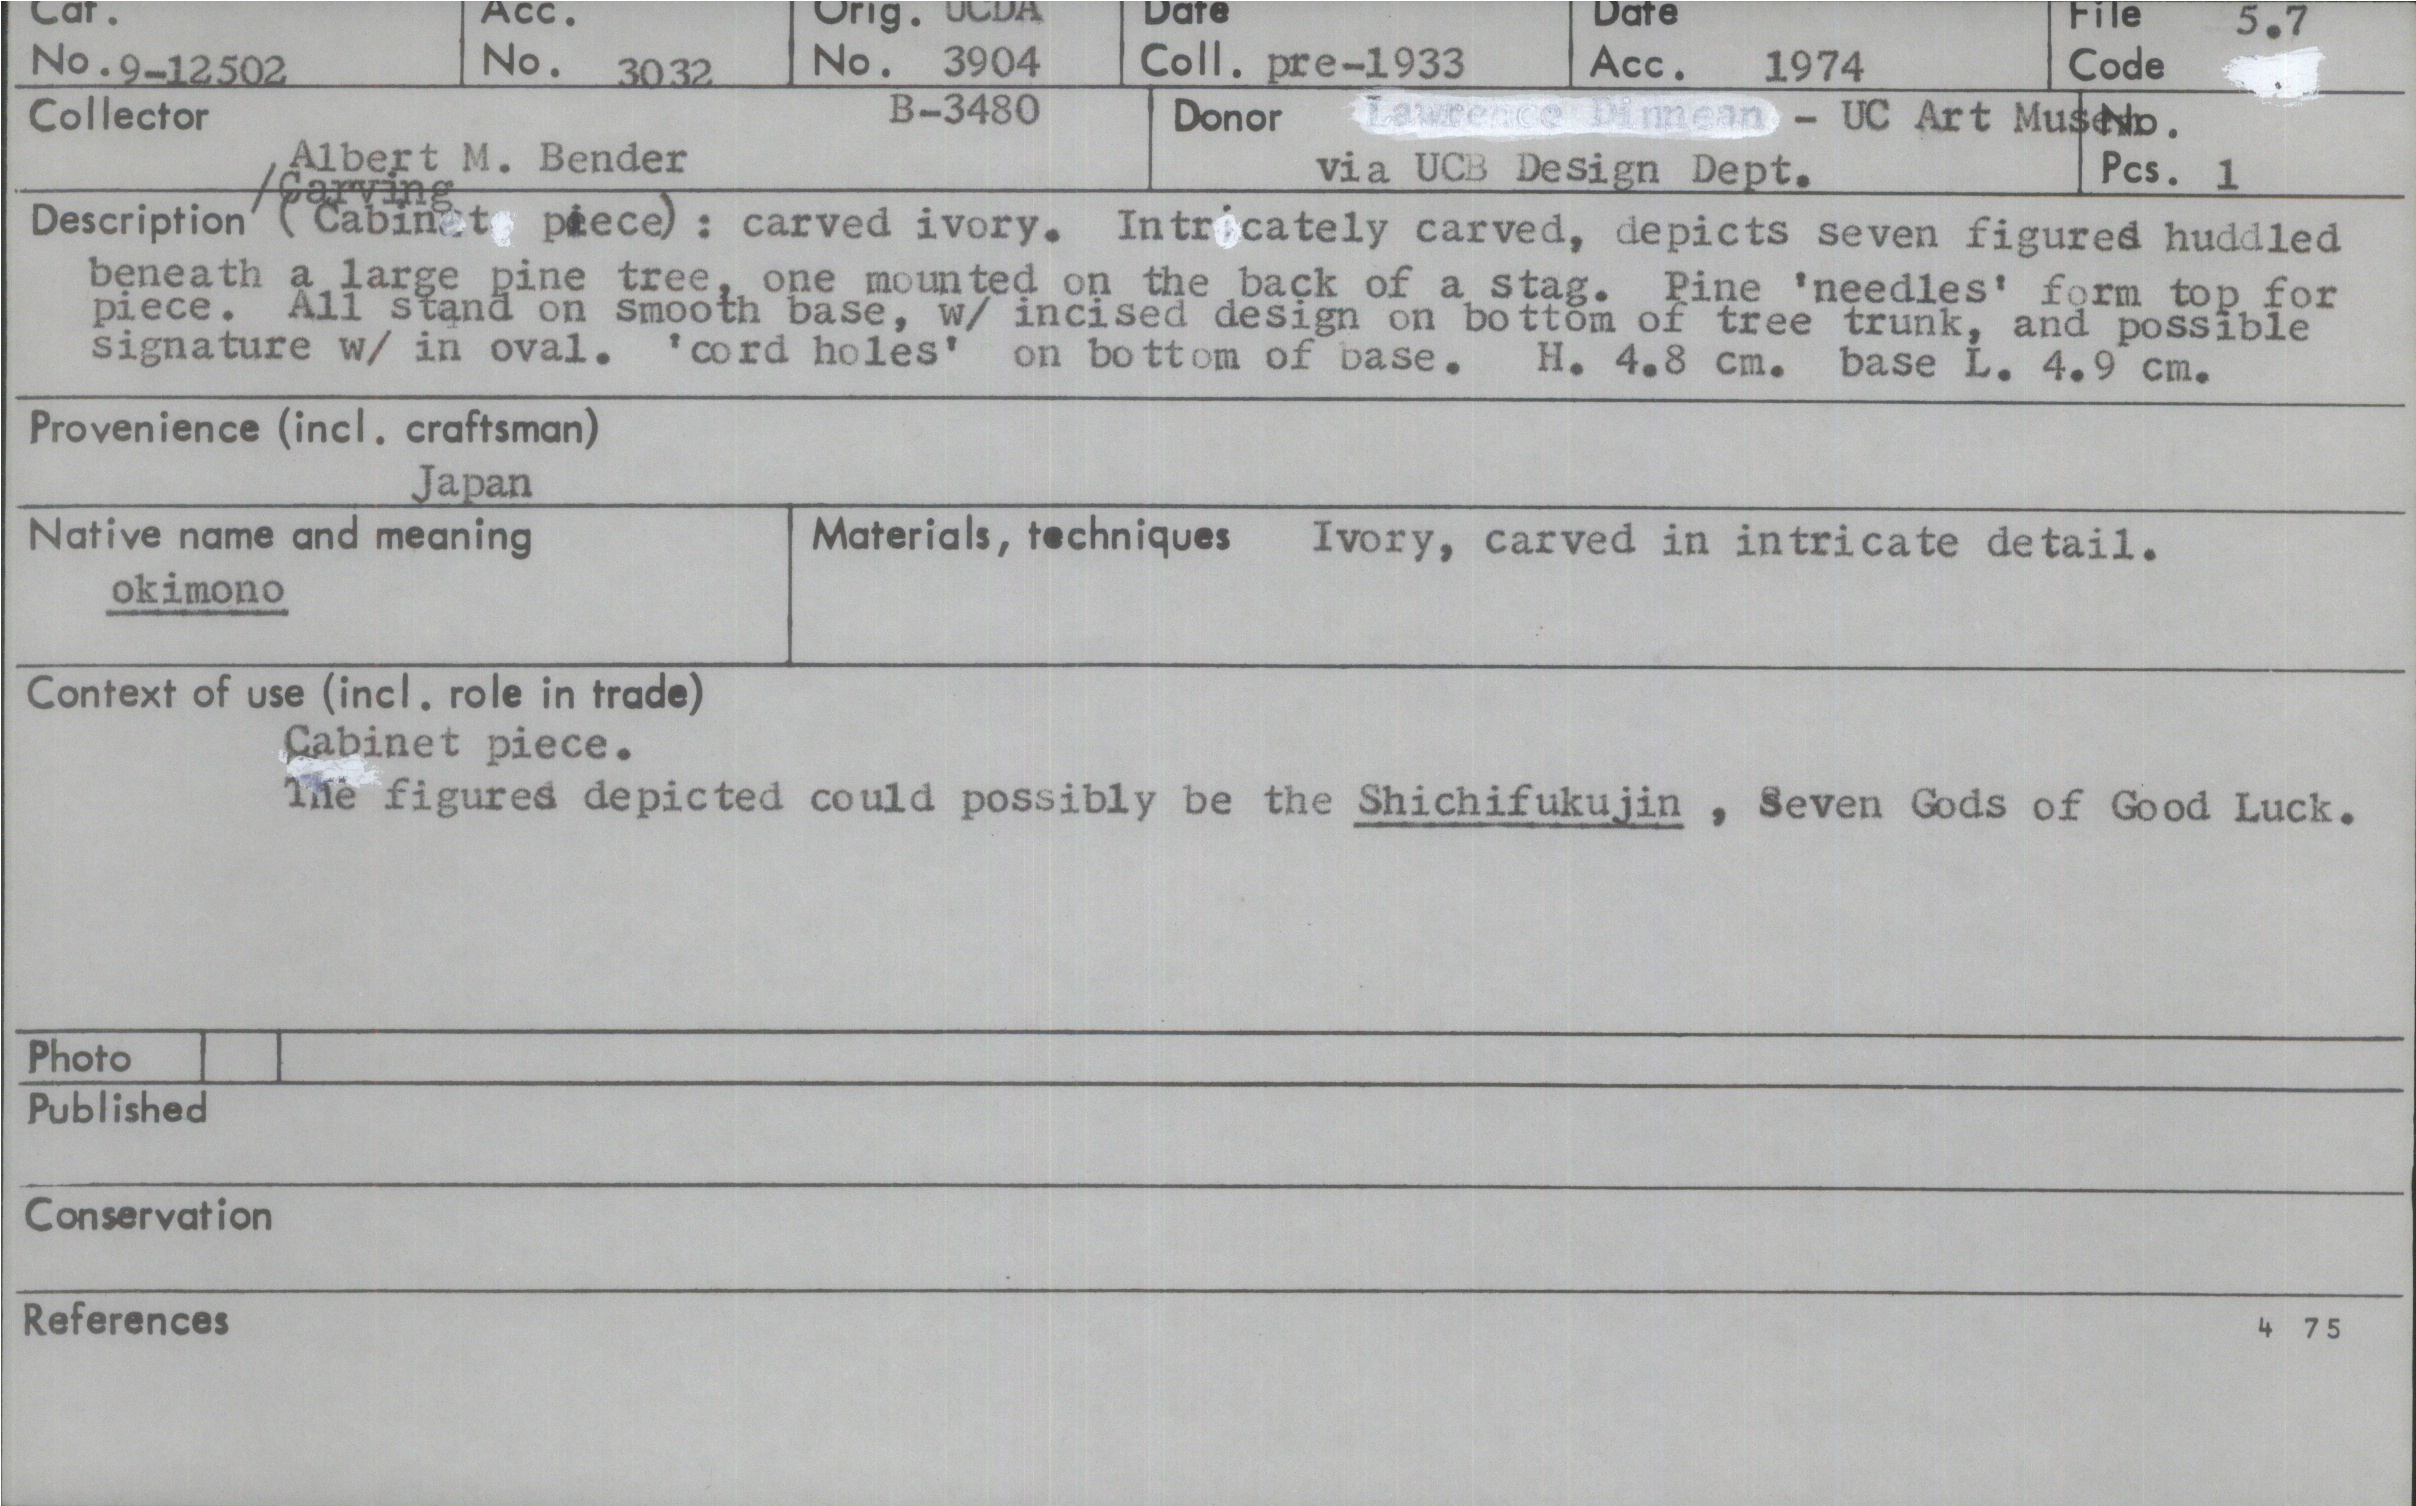 Cat. Acc. Orig. UCDA Date Date File 5.7
No. 9-12502 No. 3032 No. 3904 Coll. pre-1933 Acc. 1974 Code
Collector B-3480 Donor Lawrence Dinnean - UC Art Museum No.
Albert M. Bender via UCB Design Dept. Pcs. 1
/Carving
Description (Cabinet piece): carved ivory. Intricately carved, depicts seven figures huddled
beneath a large pine tree, one mounted on the back of a stag. Pine 'needles' form top for
piece. All stand on smooth base, w/ incised design on bottom of tree trunk, and possible
signature w/ in oval. 'cord holes' on bottom of base. H. 4.8 cm. base L. 4.9 cm.
Provenience (incl. craftsman)
Japan
Native name and meaning Materials, techniques Ivory, carved in intricate detail.
okimono
Context of use (incl. role in trade)
Cabinet piece.
The figures depicted could possibly be the Shichifukujin , Seven Gods of Good Luck.
Photo
Published
Conservation
References 4 75